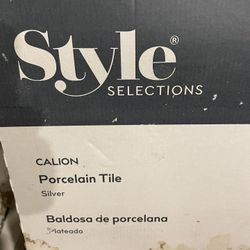 Style®
SELECTIONS
CALION
Porcelain Tile
Silver
Baldosa de porcelana
Plateado